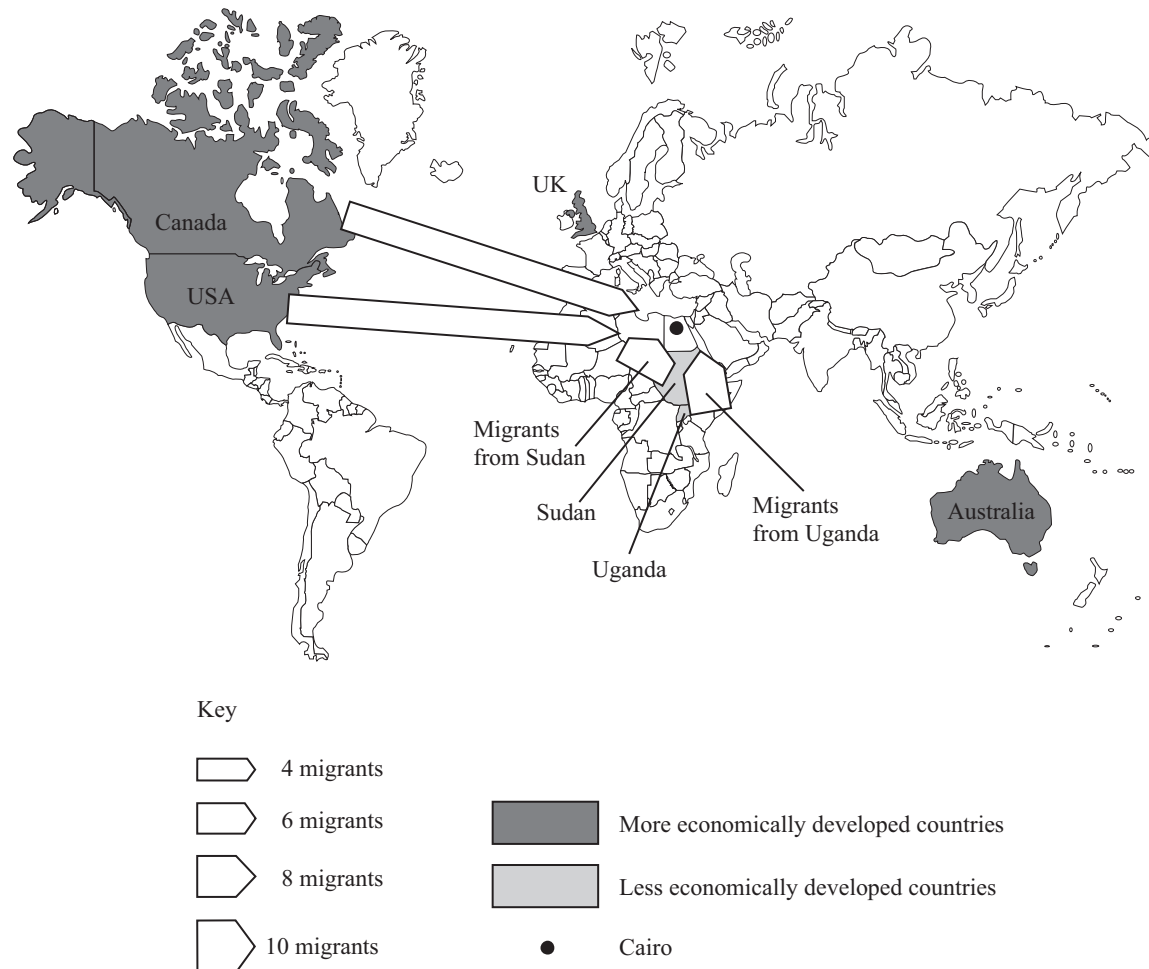 UK
Canada
USA
Migrants
from Sudan
Sudan
Uganda
Migrants
from Uganda
Australia
Key
4 migrants
6 migrants
8 migrants
10 migrants
More economically developed countries
Less economically developed countries
Cairo